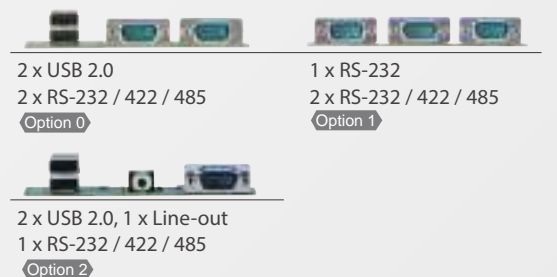 2 x USB 2.0
2 x RS-232 / 422 / 485
Option 0
1 x RS-232
2 x RS-232 / 422 / 485
Option 1
2 x USB 2.0, 1 x Line-out
1 x RS-232 / 422 / 485
Option 2